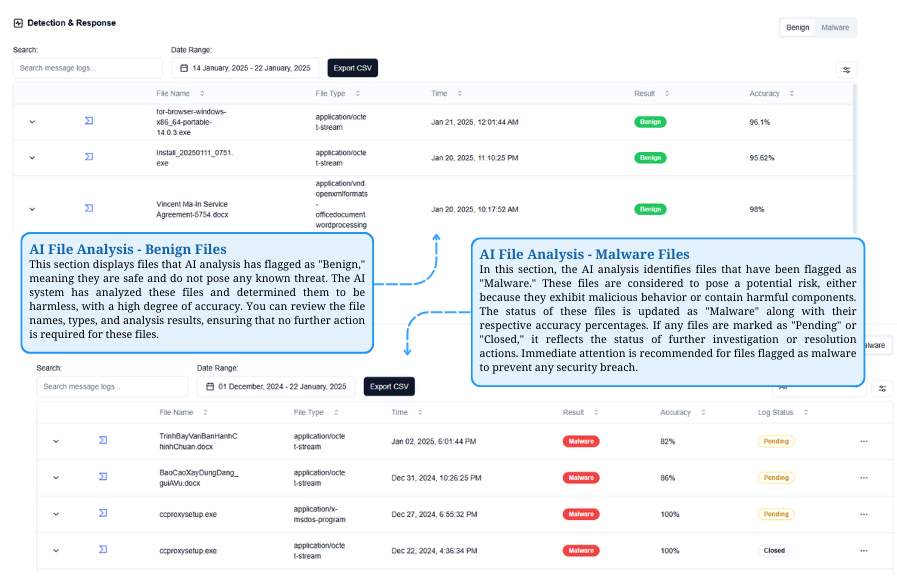 Detection & Response
Benign Malware
Search: Date Range:
Search message logs... 14 January, 2025 - 22 January, 2025 Export CSV
File Name File Type Time Result Accuracy
tor-browser-windows-
x86_64-portable-
14.0.3.exe
application/octe
t-stream
Jan 21, 2025, 12:01:44 AM Benign 96.1%
Install_20250111_0751.
exe
application/octe
t-stream
Jan 20, 2025, 11:10:25 PM Benign 95.62%
Vincent Ma-In Service
Agreement-5754.docx
application/vnd.
openxmlformats
-
officedocument.
wordprocessing
Jan 20, 2025, 10:17:52 AM Benign 98%
AI File Analysis - Benign Files
This section displays files that AI analysis has flagged as "Benign,"
meaning they are safe and do not pose any known threat. The AI
system has analyzed these files and determined them to be
harmless, with a high degree of accuracy. You can review the file
names, types, and analysis results, ensuring that no further action
is required for these files.
AI File Analysis - Malware Files
In this section, the AI analysis identifies files that have been flagged as
"Malware." These files are considered to pose a potential risk, either
because they exhibit malicious behavior or contain harmful components.
The status of these files is updated as "Malware" along with their
respective accuracy percentages. If any files are marked as "Pending" or
"Closed," it reflects the status of further investigation or resolution
actions. Immediate attention is recommended for files flagged as malware
to prevent any security breach.
Search: Date Range:
Search message logs... 01 December, 2024 - 22 January, 2025 Export CSV
File Name File Type Time Result Accuracy Log Status
TrinhBayVanBanHanhC
hinhChuan.docx
application/octe
t-stream
Jan 02, 2025, 6:01:44 PM Malware 82% Pending
BaoCaoXayDungDang_
guiAVu.docx
application/octe
t-stream
Dec 31, 2024, 10:26:25 PM Malware 86% Pending
ccproxysetup.exe
application/x-
msdos-program
Dec 27, 2024, 6:55:32 PM Malware 100% Pending
ccproxysetup.exe
application/octe
t-stream
Dec 22, 2024, 4:36:34 PM Malware 100% Closed